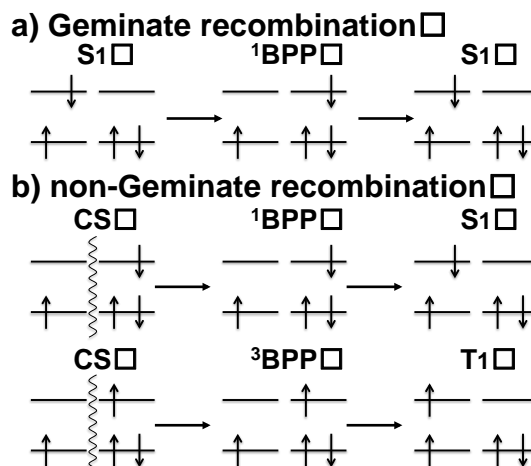 a) Geminate recombination□
S1□ ¹BPP□ S1□
b) non-Geminate recombination□
CS□ ¹BPP□ S1□
CS□ ³BPP□ T1□